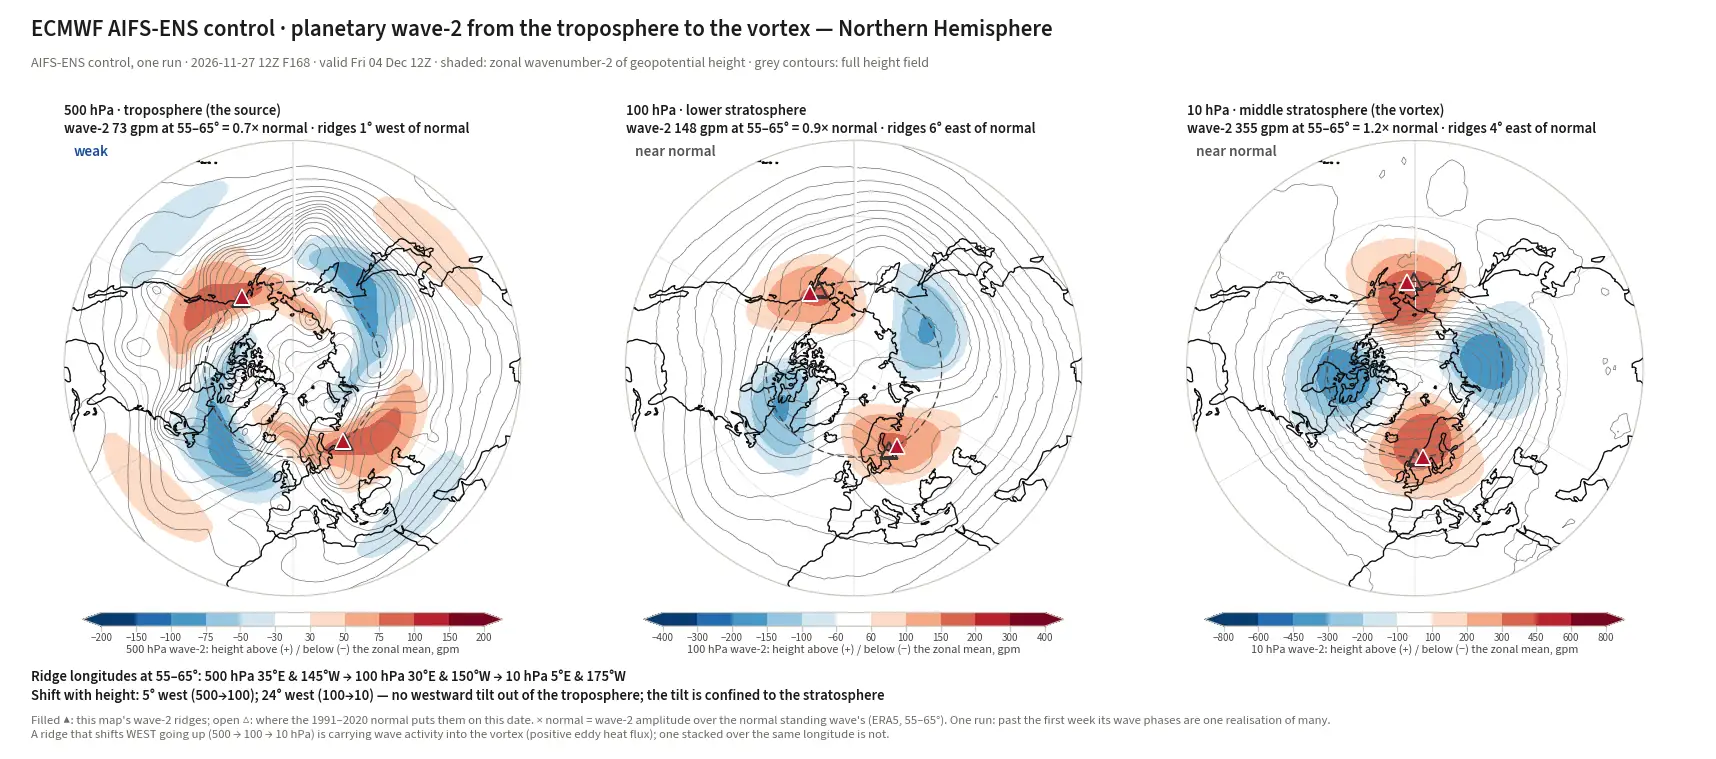 ECMWF AIFS-ENS control · planetary wave-2 from the troposphere to the vortex — Northern Hemisphere
AIFS-ENS control, one run · 2026-11-27 12Z F168 · valid Fri 04 Dec 12Z · shaded: zonal wavenumber-2 of geopotential height · grey contours: full height field
500 hPa · troposphere (the source)
wave-2 73 gpm at 55–65° = 0.7× normal · ridges 1° west of normal
weak
100 hPa · lower stratosphere
wave-2 148 gpm at 55–65° = 0.9× normal · ridges 6° east of normal
near normal
10 hPa · middle stratosphere (the vortex)
wave-2 355 gpm at 55–65° = 1.2× normal · ridges 4° east of normal
near normal
−200 −150 −100 −75 −50 −30 30 50 75 100 150 200
500 hPa wave-2: height above (+) / below (−) the zonal mean, gpm
−400 −300 −200 −150 −100 −60 60 100 150 200 300 400
100 hPa wave-2: height above (+) / below (−) the zonal mean, gpm
−800 −600 −450 −300 −200 −100 100 200 300 450 600 800
10 hPa wave-2: height above (+) / below (−) the zonal mean, gpm
Ridge longitudes at 55–65°: 500 hPa 35°E & 145°W → 100 hPa 30°E & 150°W → 10 hPa 5°E & 175°W
Shift with height: 5° west (500→100); 24° west (100→10) — no westward tilt out of the troposphere; the tilt is confined to the stratosphere
Filled ▲: this map's wave-2 ridges; open △: where the 1991–2020 normal puts them on this date. × normal = wave-2 amplitude over the normal standing wave's (ERA5, 55–65°). One run: past the first week its wave phases are one realisation of many.
A ridge that shifts WEST going up (500 → 100 → 10 hPa) is carrying wave activity into the vortex (positive eddy heat flux); one stacked over the same longitude is not.